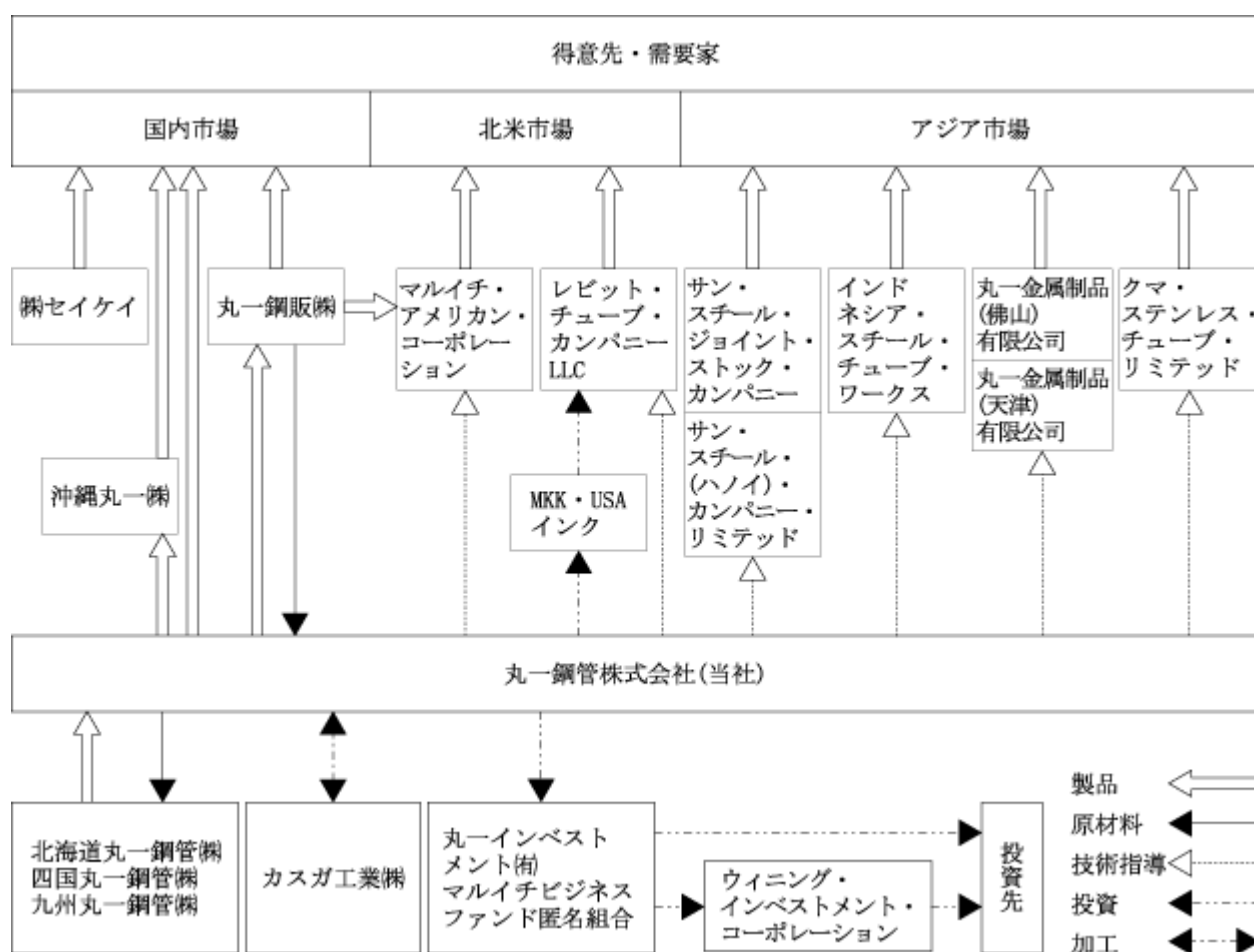 得意先・需要家
国内市場
北米市場
アジア市場
㈱セイケイ
丸一鋼販㈱
マルイチ・
アメリカン・
コーポレー
ション
レビット・
チューブ・
カンパニー
LLC
サン・
スチール・
ジョイント・
ストック・
カンパニー
インド
ネシア・
スチール・
チューブ・
ワークス
丸一金属制品
(佛山)
有限公司
クマ・
ステンレス・
チューブ・
リミテッド
丸一金属制品
(天津)
有限公司
サン・
スチール・
(ハノイ)・
カンパニー・
リミテッド
沖縄丸一㈱
MKK・USA
インク
丸一鋼管株式会社(当社)
北海道丸一鋼管㈱
四国丸一鋼管㈱
九州丸一鋼管㈱
カスガ工業㈱
丸一インベスト
メント㈲
マルイチビジネス
ファンド匿名組合
ウィニング・
インベストメント・
コーポレーション
投資先
製品
原材料
技術指導
投資
加工